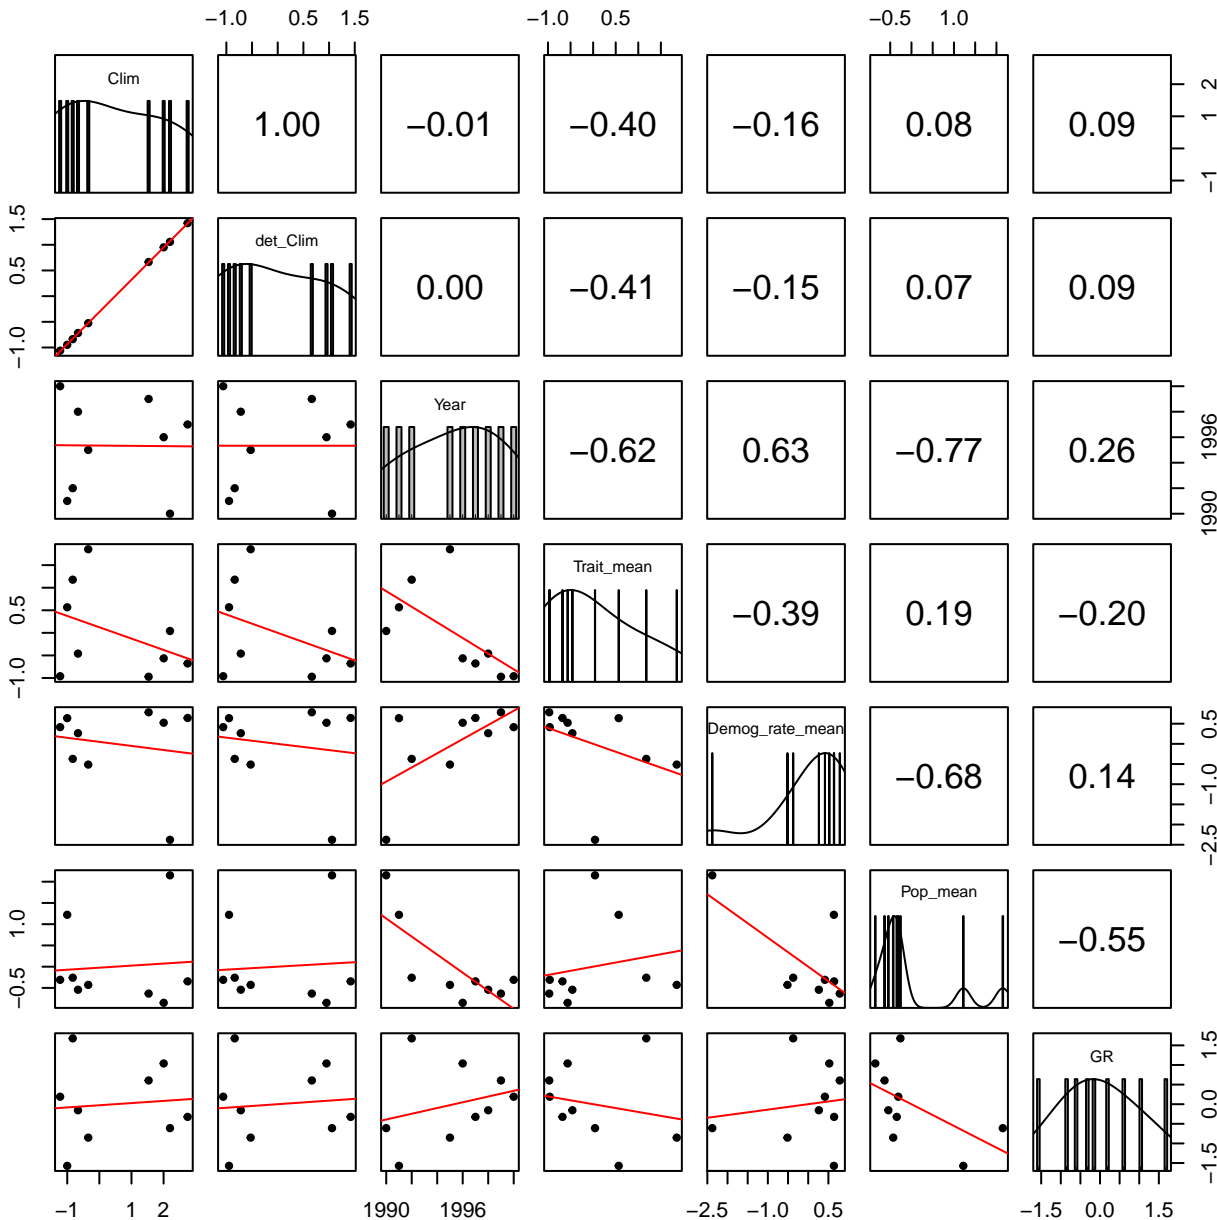 −1.0 0.5 1.5 −1.0 0.5 −0.5 1.0
Clim 1.00 −0.01 −0.40 −0.16 0.08 0.09 −1 1 2
−1.0 0.5 1.5 det_Clim 0.00 −0.41 −0.15 0.07 0.09
Year −0.62 0.63 −0.77 0.26 1990 1996
−1.0 0.5 Trait_mean −0.39 0.19 −0.20
Demog_rate_mean −0.68 0.14 −2.5 −1.0 0.5
−0.5 1.0 Pop_mean −0.55
GR −1.5 0.0 1.5
−1 1 2 1990 1996 −2.5 −1.0 0.5 −1.5 0.0 1.5